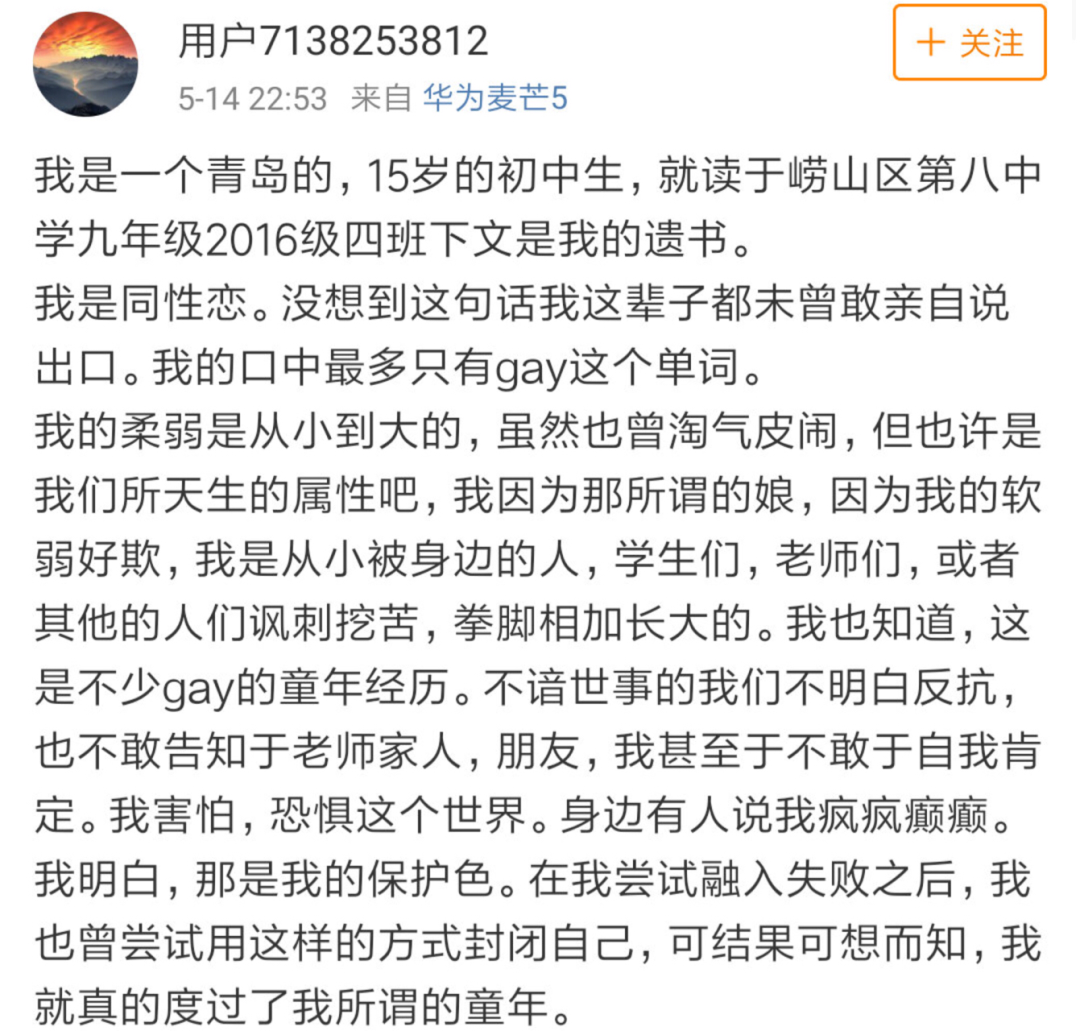 用户7138253812
+ 关注
5-14 22:53 来自 华为麦芒5
我是一个青岛的，15岁的初中生，就读于崂山区第八中
学九年级2016级四班下文是我的遗书。
我是同性恋。没想到这句话我这辈子都未曾敢亲自说
出口。我的口中最多只有gay这个单词。
我的柔弱是从小到大的，虽然也曾淘气皮闹，但也许是
我们所天生的属性吧，我因为那所谓的娘，因为我的软
弱好欺，我是从小被身边的人，学生们，老师们，或者
其他的人们讽刺挖苦，拳脚相加长大的。我也知道，这
是不少gay的童年经历。不谙世事的我们不明白反抗，
也不敢告知于老师家人，朋友，我甚至于不敢于自我肯
定。我害怕，恐惧这个世界。身边有人说我疯疯癫癫。
我明白，那是我的保护色。在我尝试融入失败之后，我
也曾尝试用这样的方式封闭自己，可结果可想而知，我
就真的度过了我所谓的童年。